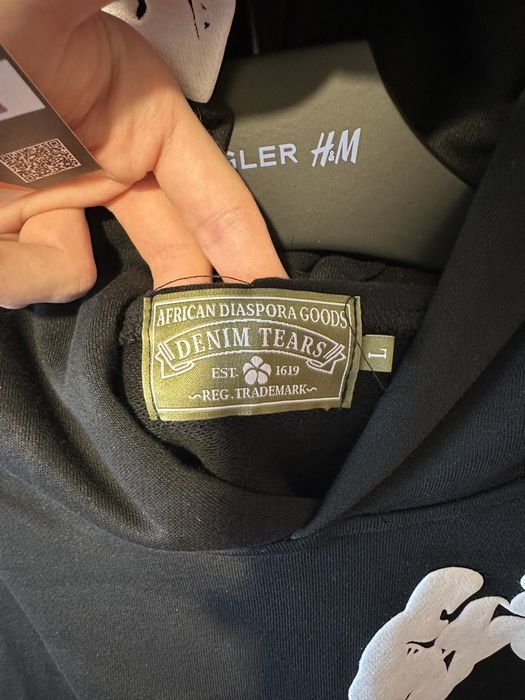 GLER H&M
AFRICAN DIASPORA GOODS
DENIM TEARS
EST. 1619
~REG.TRADEMARK~
L